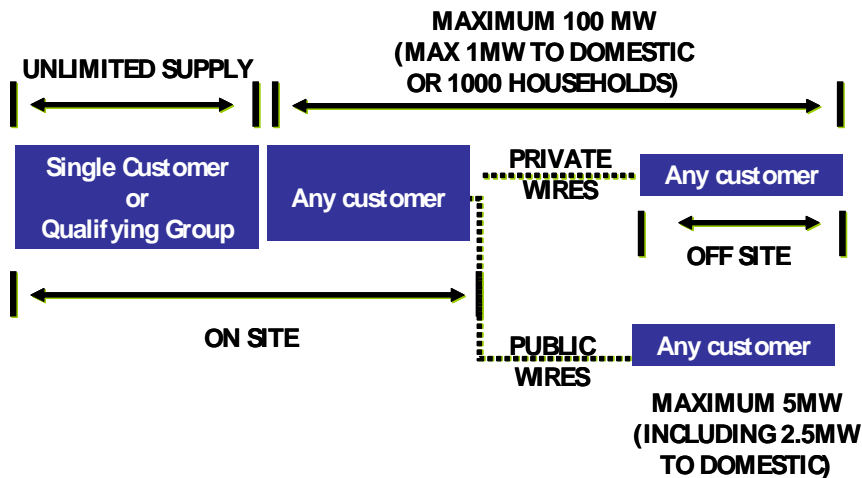 MAXIMUM 100 MW
(MAX 1MW TO DOMESTIC
OR 1000 HOUSEHOLDS)
UNLIMITED SUPPLY
Single Customer
or
Qualifying Group
Any customer
PRIVATE
WIRES
Any customer
OFF SITE
ON SITE
PUBLIC
WIRES
Any customer
MAXIMUM 5MW
(INCLUDING 2.5MW
TO DOMESTIC)